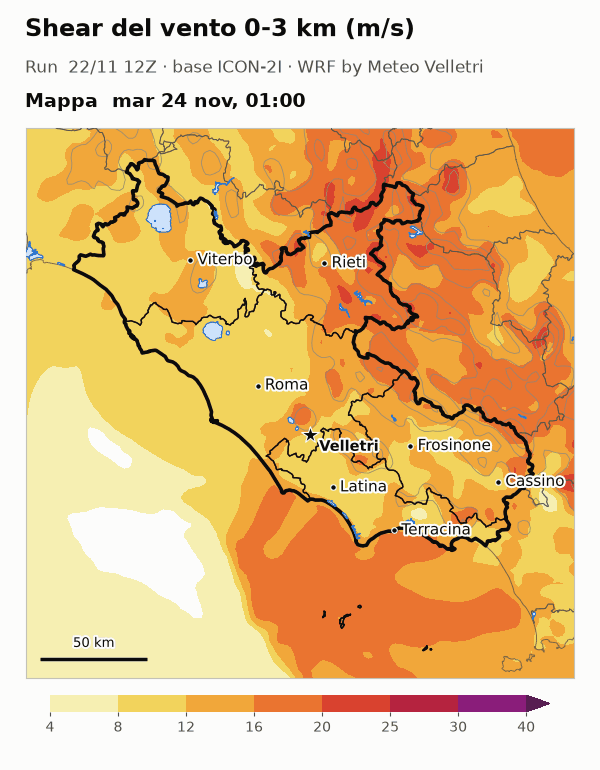 Shear del vento 0-3 km (m/s)
Run  22/11 12Z · base ICON-2I · WRF by Meteo Velletri
Mappa  mar 24 nov, 01:00
Viterbo
Rieti
Roma
Velletri
Frosinone
Cassino
Latina
Terracina
50 km
4 8 12 16 20 25 30 40